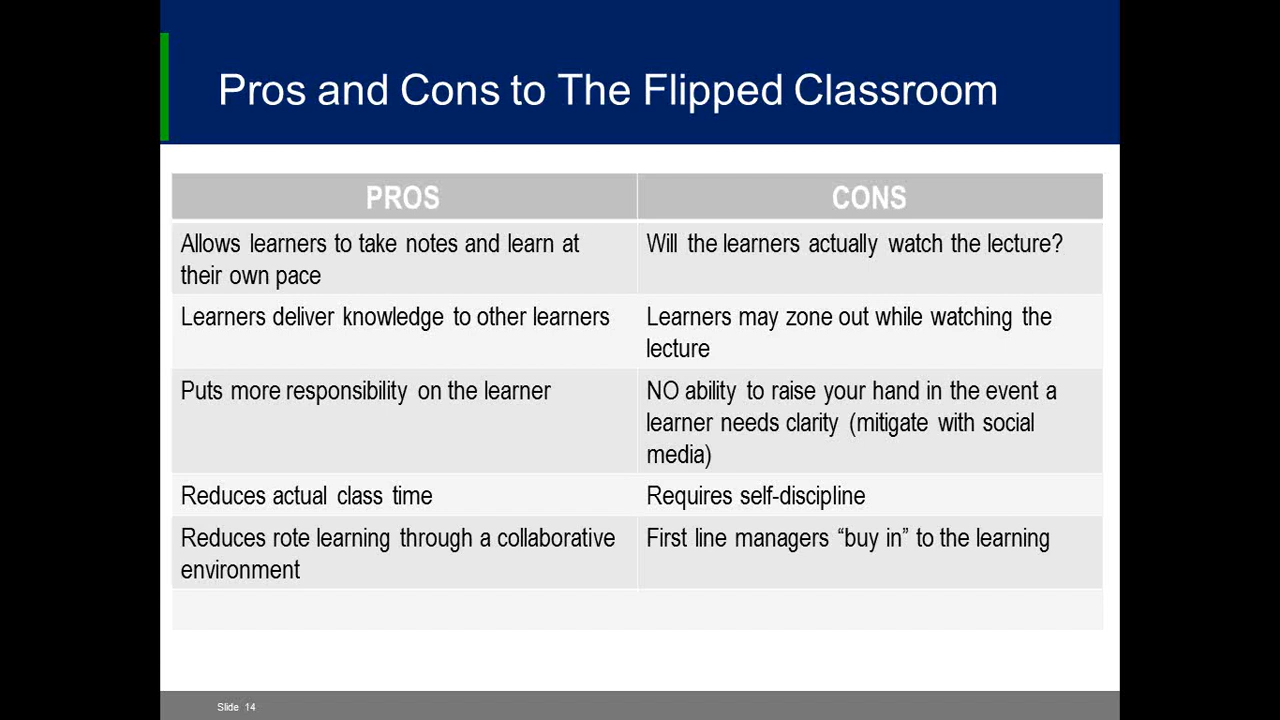 Pros and Cons to The Flipped Classroom
PROS
CONS
Allows learners to take notes and learn at
their own pace
Will the learners actually watch the lecture?
Learners deliver knowledge to other learners
Learners may zone out while watching the
lecture
Puts more responsibility on the learner
NO ability to raise your hand in the event a
learner needs clarity (mitigate with social
media)
Reduces actual class time
Requires self-discipline
Reduces rote learning through a collaborative
environment
First line managers “buy in” to the learning
Slide 14